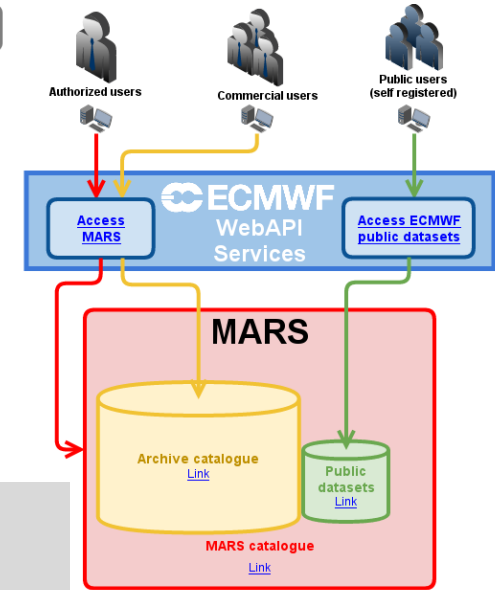 Authorized users
Commercial users
Public users
(self registered)
ECMWF
WebAPI
Services
Access
MARS
Access ECMWF
public datasets
MARS
Archive catalogue
Link
Public
datasets
Link
MARS catalogue
Link